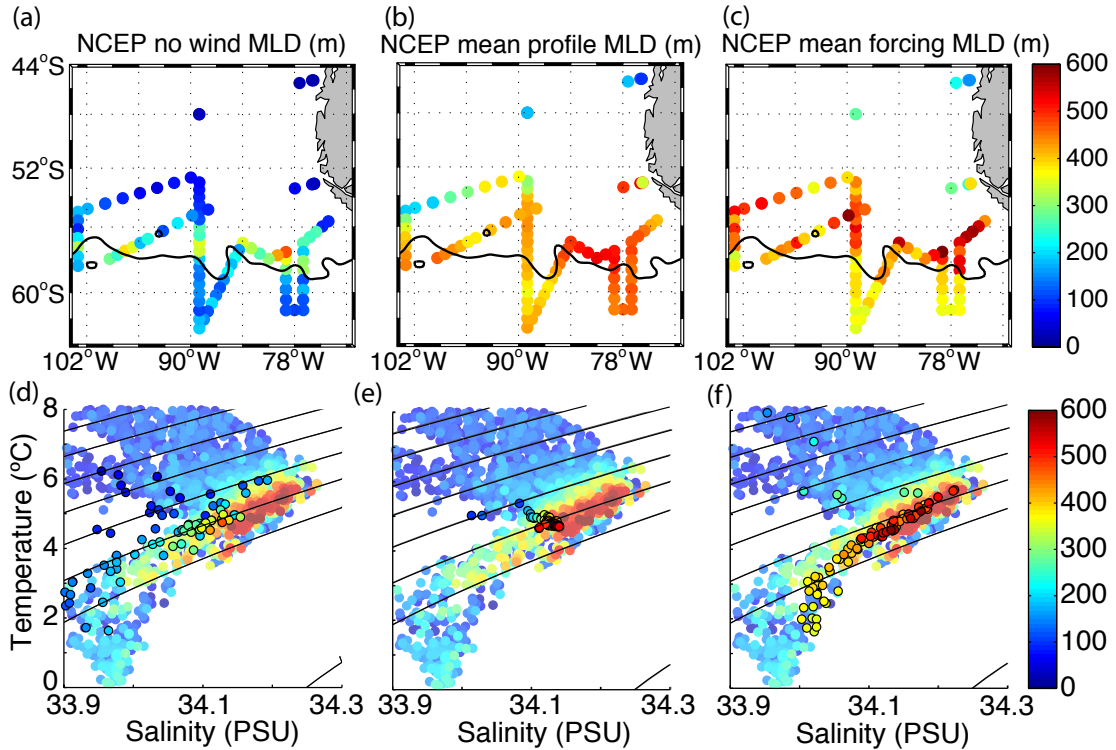 (a) (b) (c)
NCEP no wind MLD (m) NCEP mean profile MLD (m) NCEP mean forcing MLD (m)
44°S 600
500
52°S 400
300
200
60°S 100
0
102°W 90°W 78°W 102°W 90°W 78°W 102°W 90°W 78°W
(d) (e) (f)
8 600
6 500
400
4 300
2 200
100
0 0
Temperature (ºC)
33.9 34.1 34.3 33.9 34.1 34.3 33.9 34.1 34.3
Salinity (PSU) Salinity (PSU) Salinity (PSU)